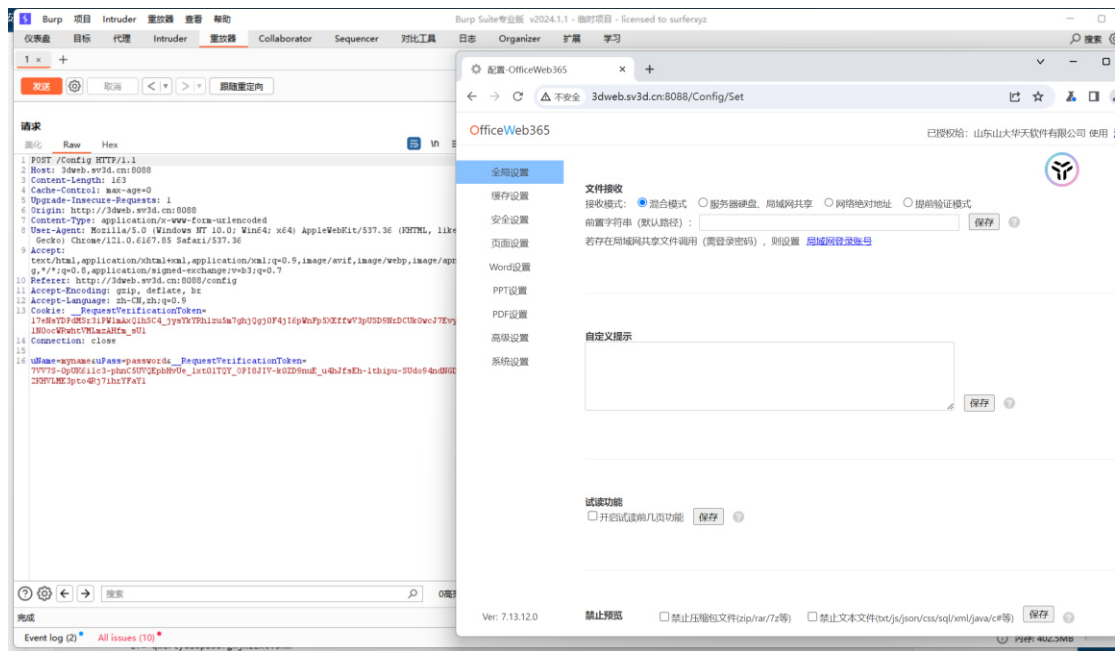 Burp 项目 Intruder 重放器 查看 帮助 Burp Suite专业版 v2024.1.1 - 临时项目 - licensed to surferxyz
仪表盘 目标 代理 Intruder 重放器 Collaborator Sequencer 对比工具 日志 Organizer 扩展 学习 搜索
1 × +
发送 取消 < > 跟随重定向
请求
美化 Raw Hex \n
1 POST /Config HTTP/1.1
2 Host: 3dweb.sv3d.cn:8088
3 Content-Length: 163
4 Cache-Control: max-age=0
5 Upgrade-Insecure-Requests: 1
6 Origin: http://3dweb.sv3d.cn:8088
7 Content-Type: application/x-www-form-urlencoded
8 User-Agent: Mozilla/5.0 (Windows NT 10.0; Win64; x64) AppleWebKit/537.36 (KHTML, like
Gecko) Chrome/121.0.6167.85 Safari/537.36
9 Accept:
text/html,application/xhtml+xml,application/xml;q=0.9,image/avif,image/webp,image/apn
g,*/*;q=0.8,application/signed-exchange;v=b3;q=0.7
10 Referer: http://3dweb.sv3d.cn:8088/config
11 Accept-Encoding: gzip, deflate, br
12 Accept-Language: zh-CN,zh;q=0.9
13 Cookie: __RequestVerificationToken=
14 Connection: close
15
16 uName=myname&uPass=password&__RequestVerificationToken=
搜索
完成
Event log (2) All issues (10)
内存: 402.5MB
配置-OfficeWeb365 × +
不安全 3dweb.sv3d.cn:8088/Config/Set
OfficeWeb365
已授权给：山东山大华天软件有限公司 使用
全局设置
缓存设置
安全设置
页面设置
Word设置
PPT设置
PDF设置
高级设置
系统设置
Ver: 7.13.12.0
文件接收
接收模式： 混合模式 服务器硬盘、局域网共享 网络绝对地址 提前验证模式
前置字符串 (默认路径)： 保存
若存在局域网共享文件调用（需登录密码），则设置 局域网登录账号
自定义提示
保存
试读功能
开启试读前几页功能 保存
禁止预览 禁止压缩包文件(zip/rar/7z等) 禁止文本文件(txt/js/json/css/sql/xml/java/c#等) 保存